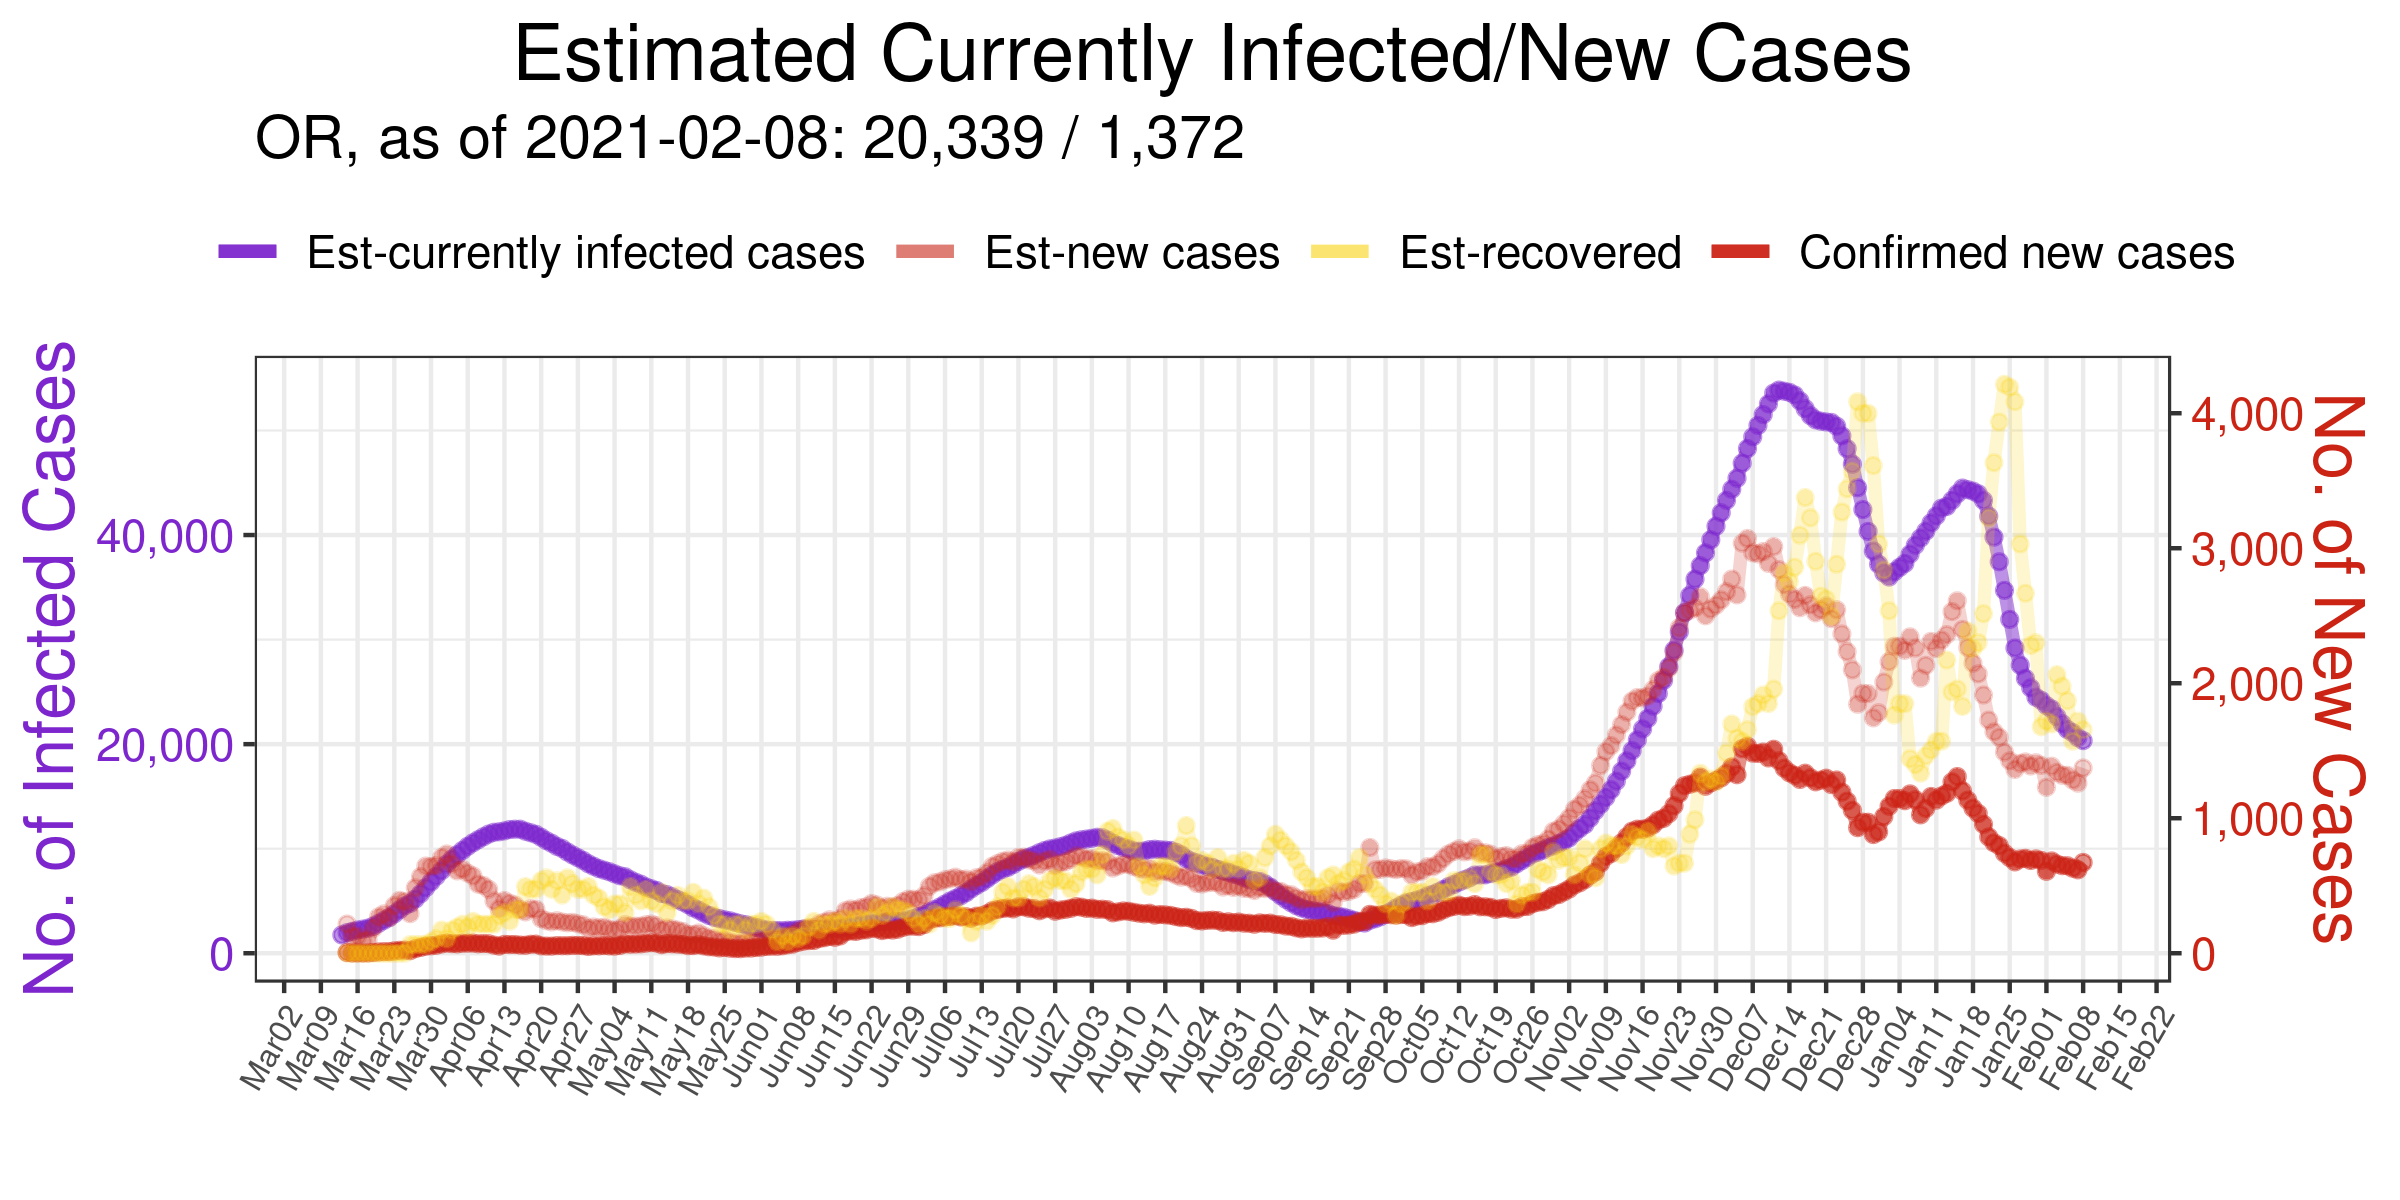 Estimated Currently Infected/New Cases
OR, as of 2021-02-08: 20,339 / 1,372
Est-currently infected cases Est-new cases Est-recovered Confirmed new cases
No. of Infected Cases
40,000
20,000
0
4,000
3,000
2,000
1,000
0
No. of New Cases
Mar02 Mar09 Mar16 Mar23 Mar30 Apr06 Apr13 Apr20 Apr27 May04 May11 May18 May25 Jun01 Jun08 Jun15 Jun22 Jun29 Jul06 Jul13 Jul20 Jul27 Aug03 Aug10 Aug17 Aug24 Aug31 Sep07 Sep14 Sep21 Sep28 Oct05 Oct12 Oct19 Oct26 Nov02 Nov09 Nov16 Nov23 Nov30 Dec07 Dec14 Dec21 Dec28 Jan04 Jan11 Jan18 Jan25 Feb01 Feb08 Feb15 Feb22